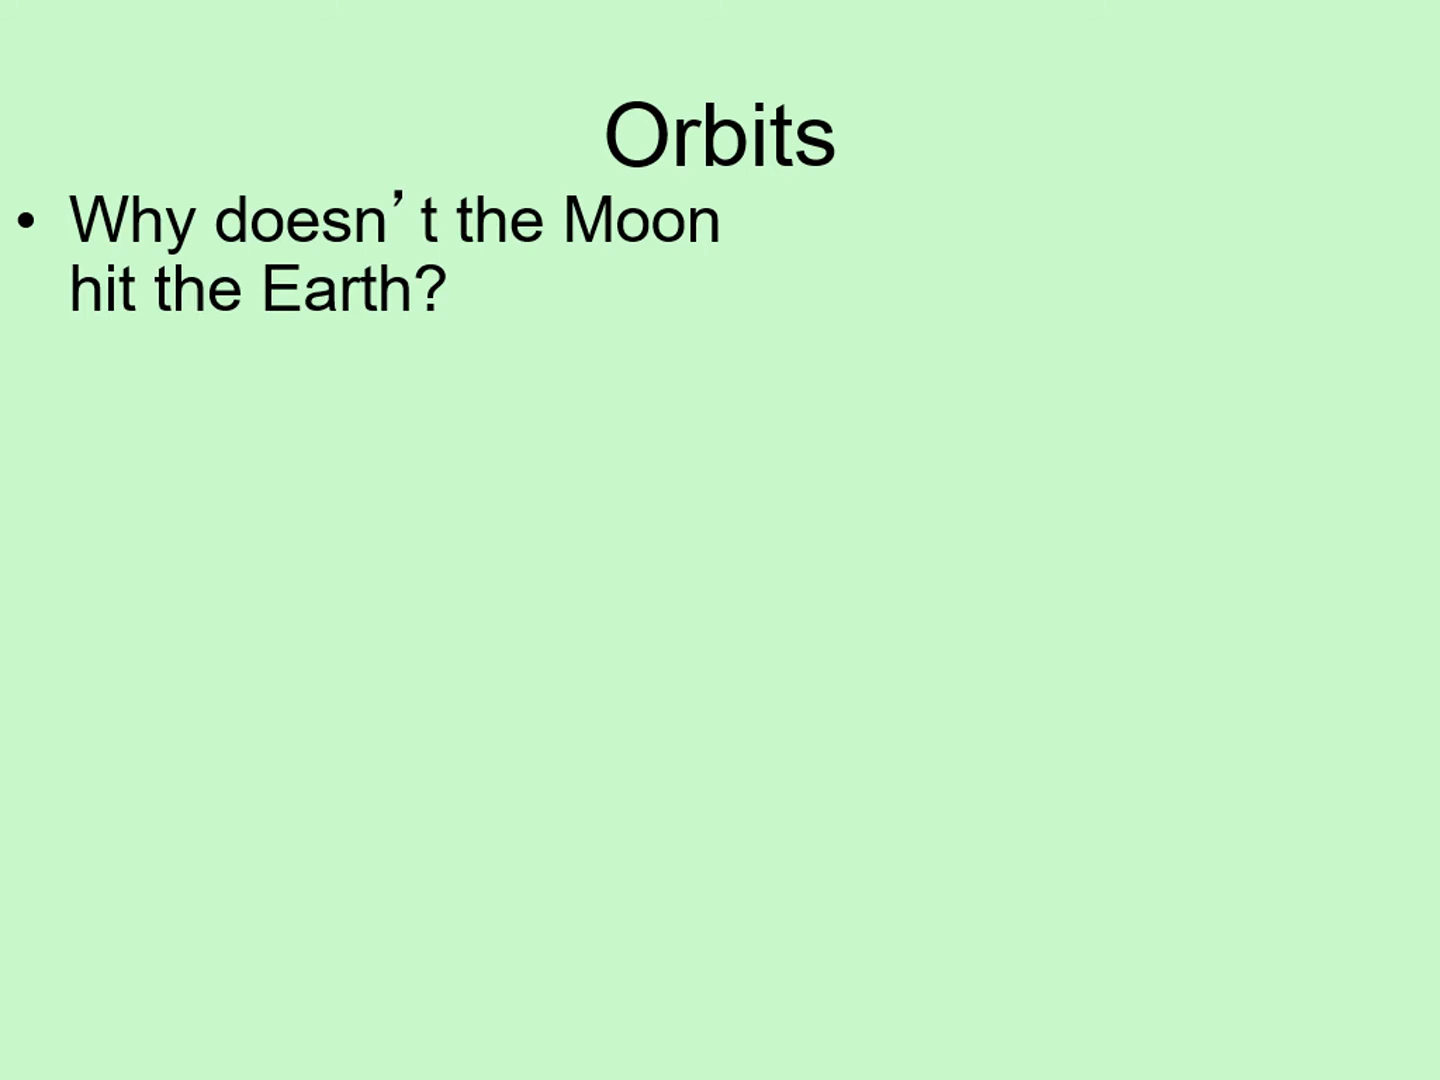 Orbits
• Why doesn’t the Moon
hit the Earth?